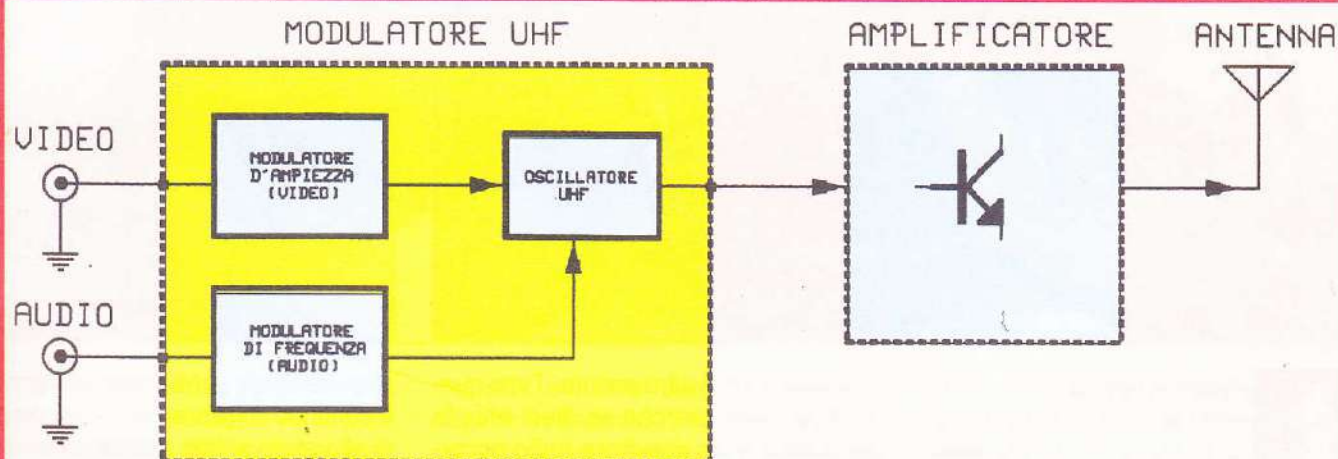 MODULATORE UHF
AMPLIFICATORE
ANTENNA
VIDEO
MODULATORE
D'AMPIEZZA
(VIDEO)
OSCILLATORE
UHF
AUDIO
MODULATORE
DI FREQUENZA
(AUDIO)